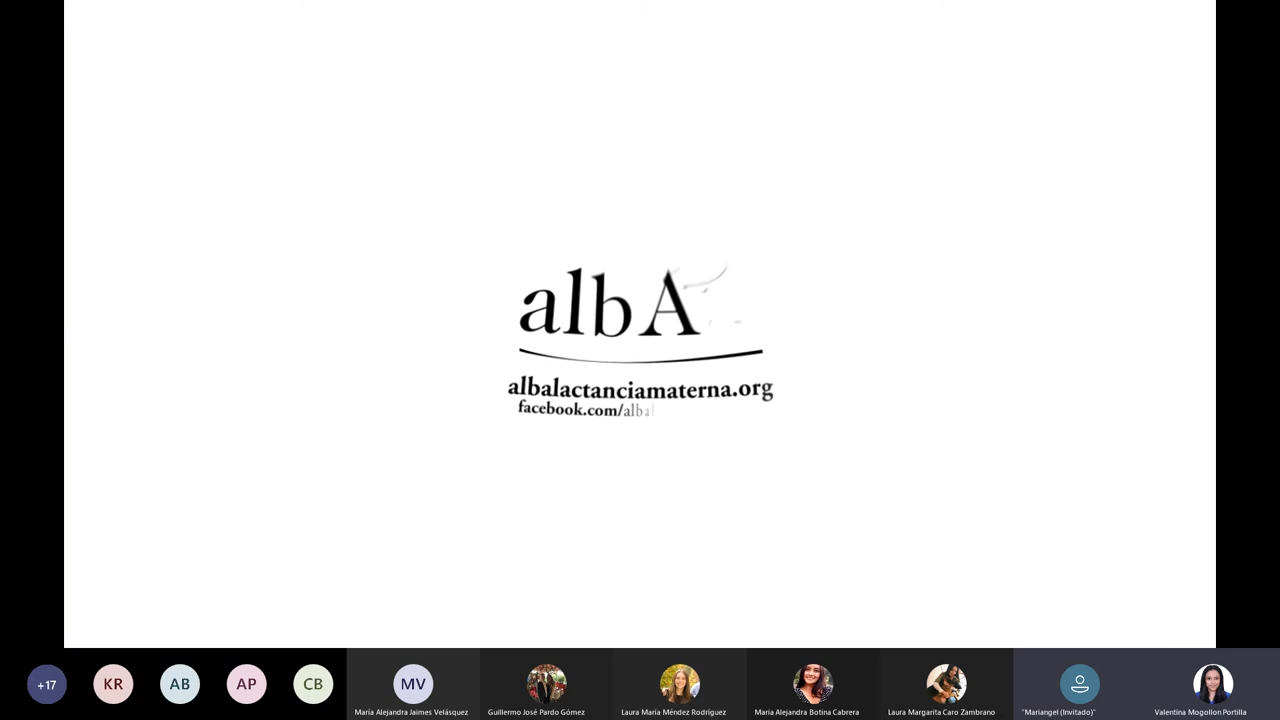 albA
albalactanciamaterna.org
facebook.com/alba
+17
KR
AB
AP
CB
MV
María Alejandra Jaimes Velásquez
Guillermo José Pardo Gómez
Laura María Méndez Rodríguez
María Alejandra Botina Cabrera
Laura Margarita Caro Zambrano
"Mariangel (Invitado)"
Valentina Mogollon Portilla